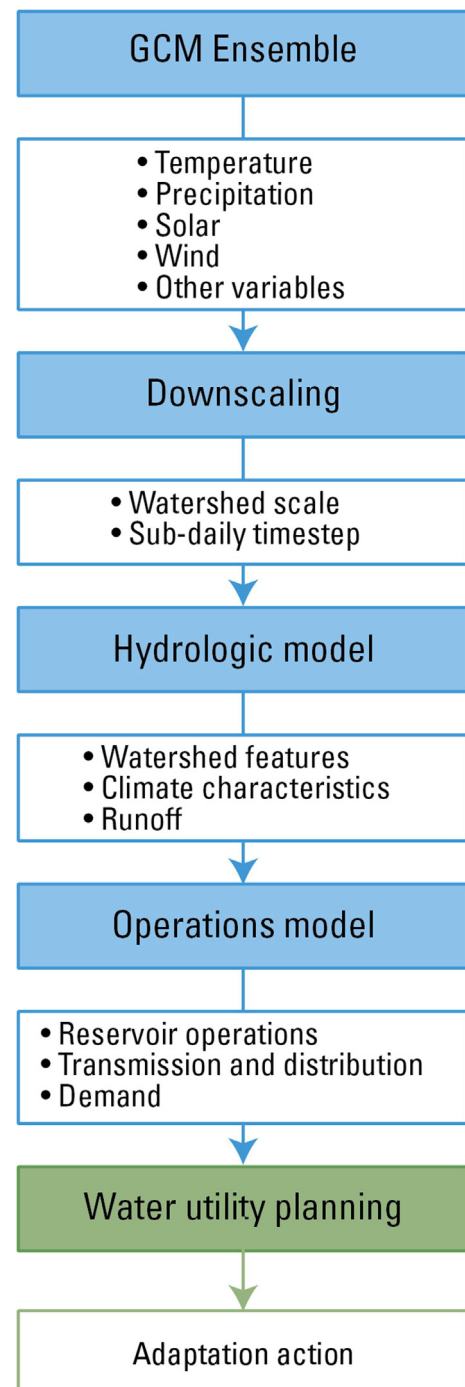 GCM Ensemble
• Temperature
• Precipitation
• Solar
• Wind
• Other variables
Downscaling
• Watershed scale
• Sub-daily timestep
Hydrologic model
• Watershed features
• Climate characteristics
• Runoff
Operations model
• Reservoir operations
• Transmission and distribution
• Demand
Water utility planning
Adaptation action